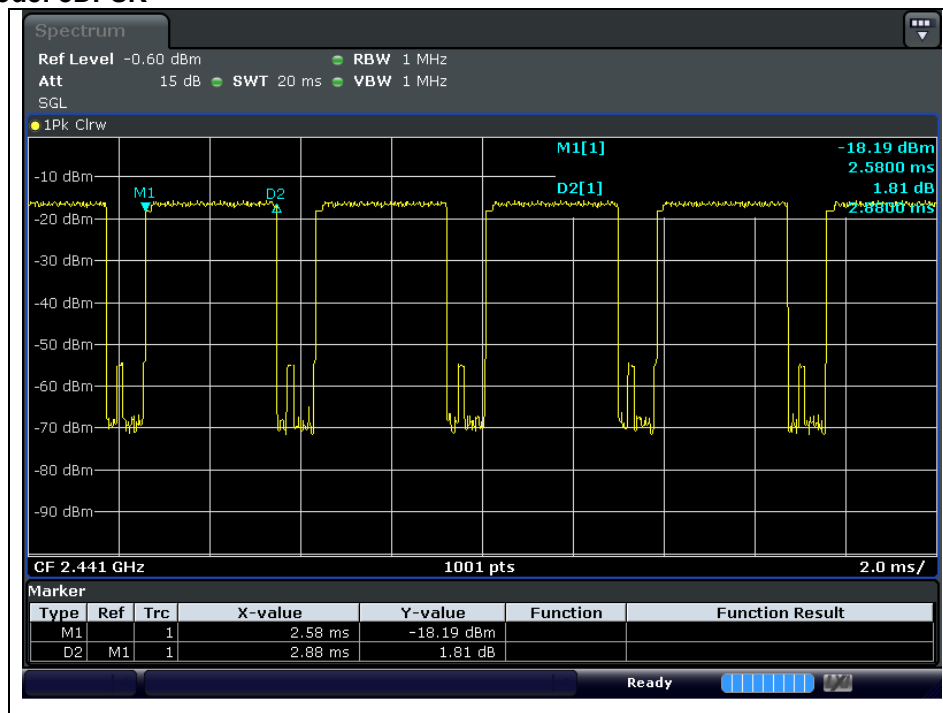 Spectrum
Ref Level -0.60 dBm RBW 1 MHz
Att 15 dB SWT 20 ms VBW 1 MHz
SGL
1Pk Clrw
M1[1] -18.19 dBm
2.5800 ms
D2[1] 1.81 dB
2.8800 ms
M1
D2
-10 dBm
-20 dBm
-30 dBm
-40 dBm
-50 dBm
-60 dBm
-70 dBm
-80 dBm
-90 dBm
CF 2.441 GHz 1001 pts 2.0 ms/
Marker
Type Ref Trc X-value Y-value Function Function Result
M1 1 2.58 ms -18.19 dBm
D2 M1 1 2.88 ms 1.81 dB
Ready